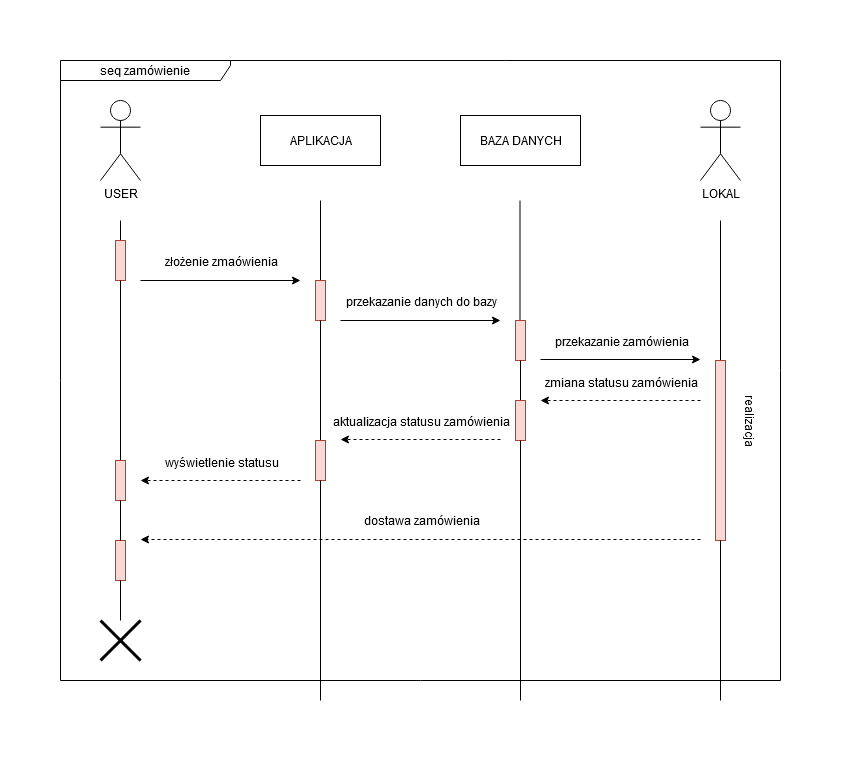 seq zamówienie
APLIKACJA
BAZA DANYCH
USER
LOKAL
złożenie zmaówienia
przekazanie danych do bazy
przekazanie zamówienia
zmiana statusu zamówienia
realizacja
aktualizacja statusu zamówienia
wyświetlenie statusu
dostawa zamówienia